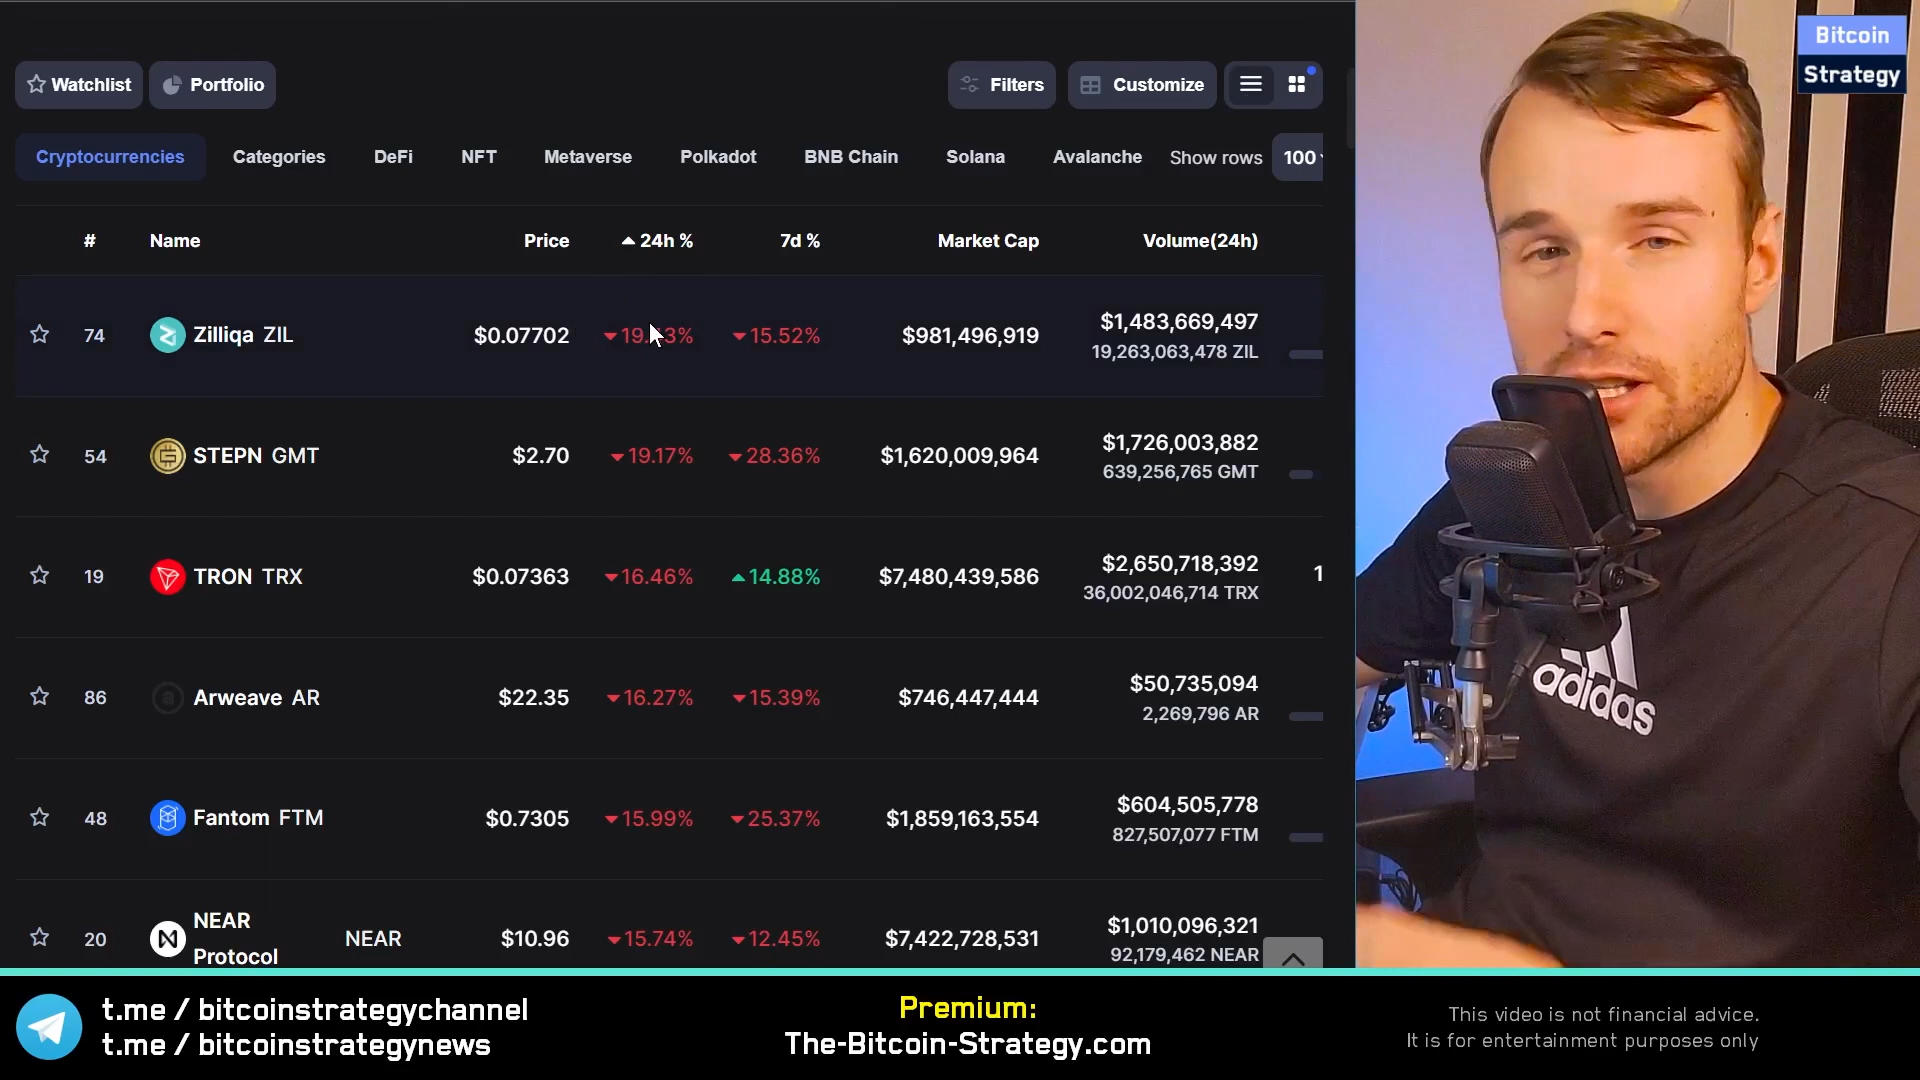 Watchlist Portfolio Filters Customize
Bitcoin
Strategy
Cryptocurrencies Categories DeFi NFT Metaverse Polkadot BNB Chain Solana Avalanche Show rows 100
# Name Price 24h % 7d % Market Cap Volume(24h)
74 Zilliqa ZIL $0.07702 15.52% $981,496,919 $1,483,669,497
19,263,063,478 ZIL
54 STEPN GMT $2.70 19.17% 28.36% $1,620,009,964 $1,726,003,882
639,256,765 GMT
19 TRON TRX $0.07363 16.46% 14.88% $7,480,439,586 $2,650,718,392
36,002,046,714 TRX
1
86 Arweave AR $22.35 16.27% 15.39% $746,447,444 $50,735,094
2,269,796 AR
48 Fantom FTM $0.7305 15.99% 25.37% $1,859,163,554 $604,505,778
827,507,077 FTM
20 NEAR Protocol NEAR $10.96 15.74% 12.45% $7,422,728,531 $1,010,096,321
92,179,462 NEAR
adidas
t.me / bitcoinstrategychannel
t.me / bitcoinstrategynews
Premium:
The-Bitcoin-Strategy.com
This video is not financial advice.
It is for entertainment purposes only